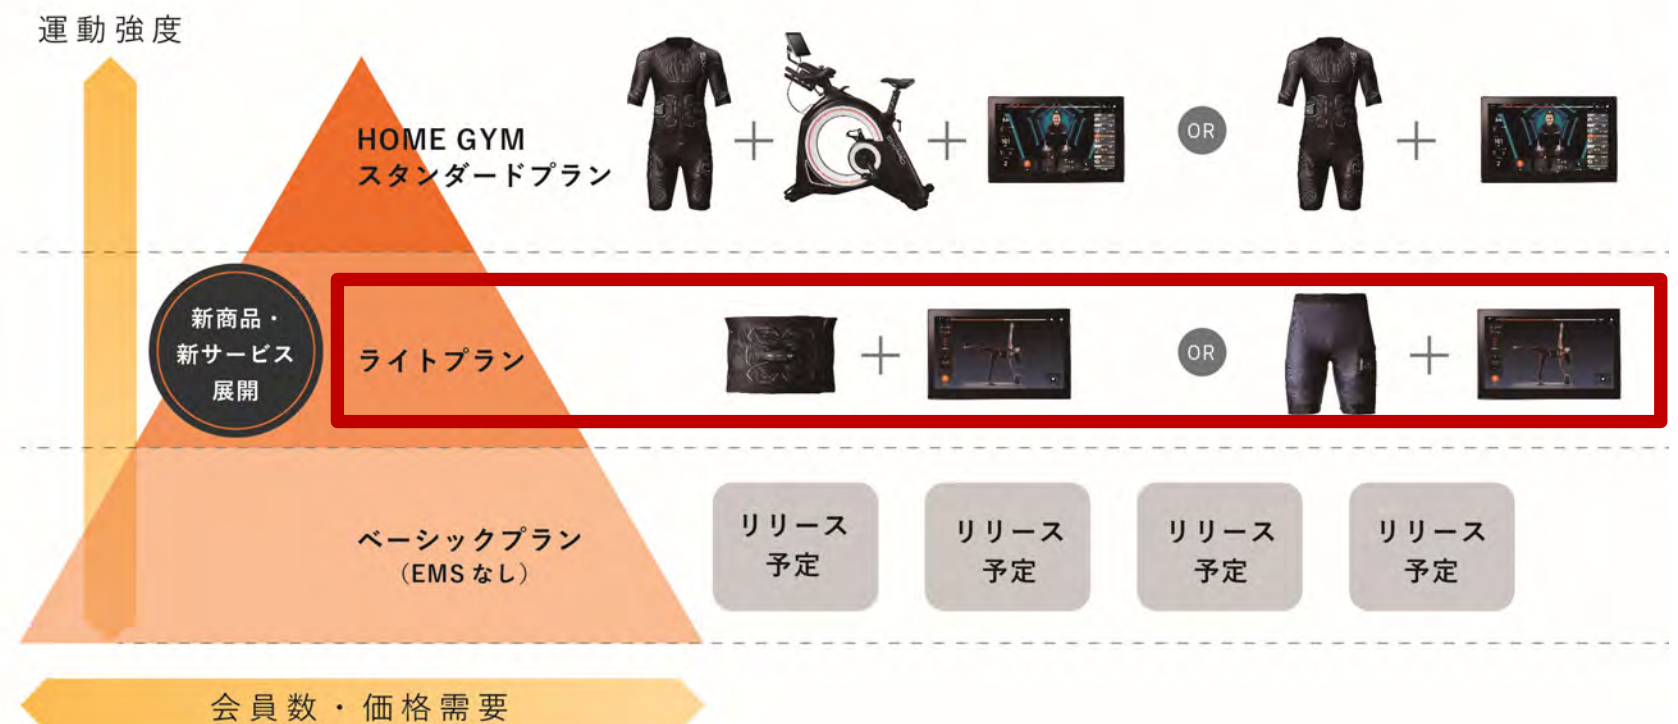 運動強度
HOME GYM
スタンダードプラン
OR
新商品・
新サービス
展開
ライトプラン
OR
ベーシックプラン
（EMS なし）
リリース
予定
リリース
予定
リリース
予定
リリース
予定
会員数・価格需要